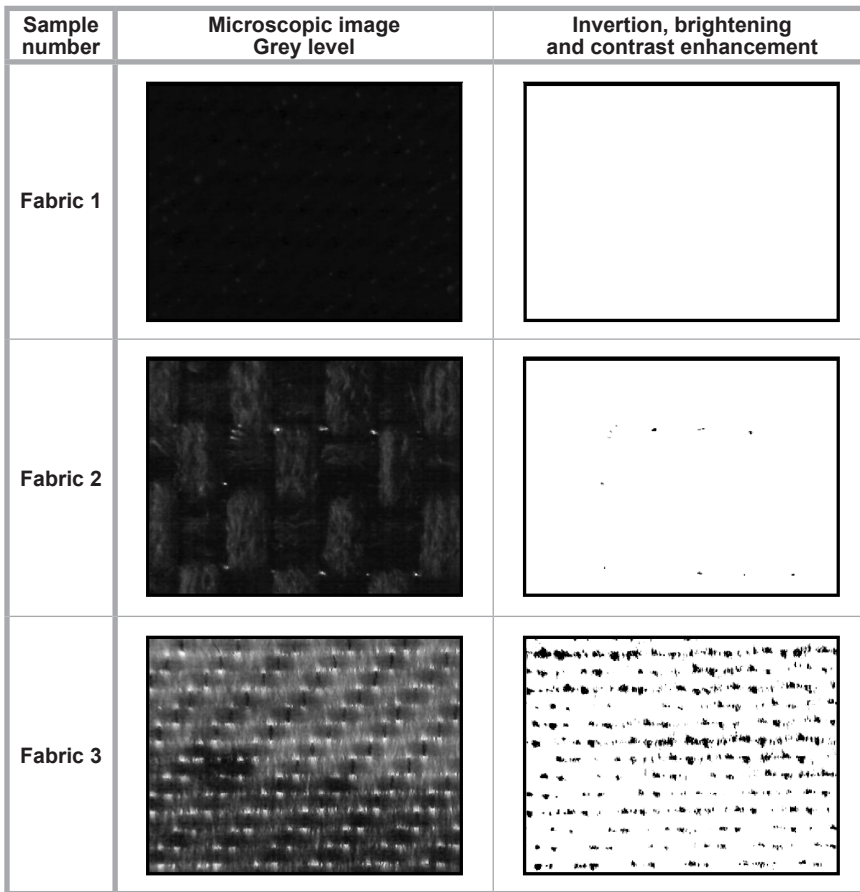 Sample
number
Microscopic image
Grey level
Invertion, brightening
and contrast enhancement
Fabric 1
Fabric 2
Fabric 3